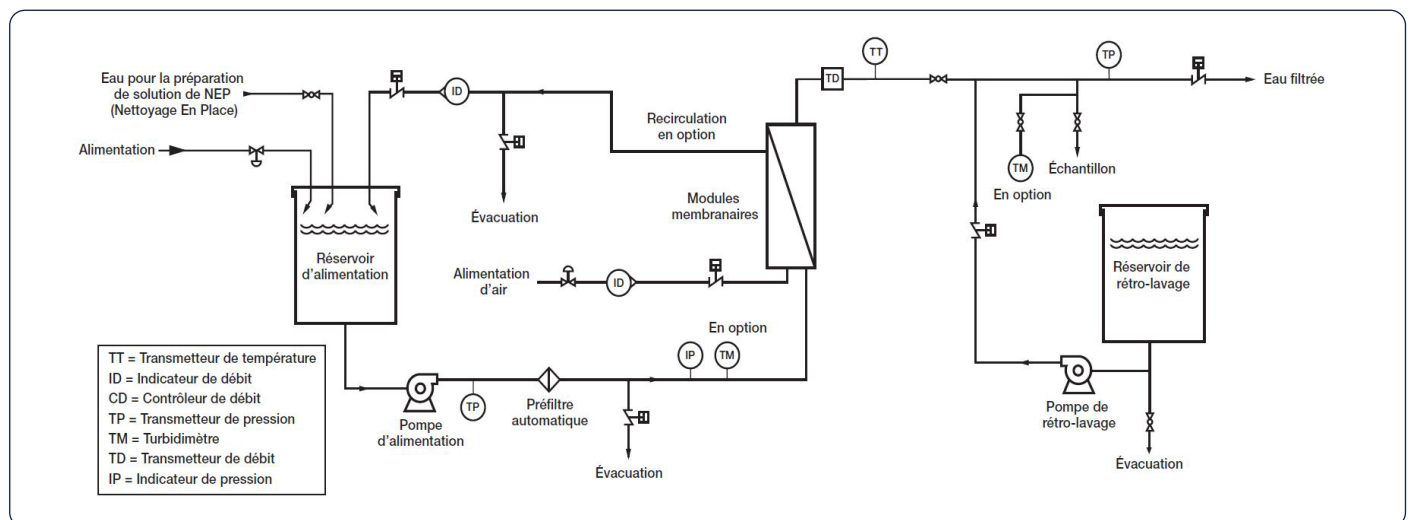 Eau pour la préparation
de solution de NEP
(Nettoyage En Place)
Alimentation
ID
Recirculation
en option
TD
TT
TP
Eau filtrée
Évacuation
Modules
membranaires
TM
En option
Échantillon
Réservoir
d'alimentation
Alimentation
d'air
ID
Réservoir de
rétro-lavage
En option
IP
TM
TP
Pompe
d'alimentation
Préfiltre
automatique
Évacuation
Pompe de
rétro-lavage
Évacuation
TT = Transmetteur de température
ID = Indicateur de débit
CD = Contrôleur de débit
TP = Transmetteur de pression
TM = Turbidimètre
TD = Transmetteur de débit
IP = Indicateur de pression